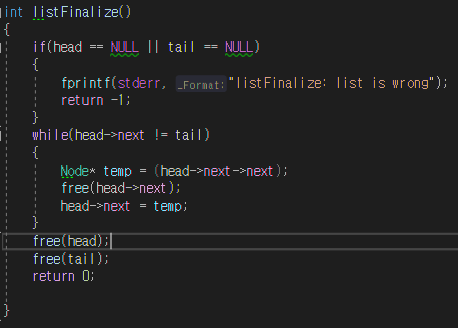 int listFinalize()
{
if(head == NULL || tail == NULL)
{
fprintf(stderr, _Format: "listFinalize: list is wrong");
return -1;
}
while(head->next != tail)
{
Node* temp = (head->next->next);
free(head->next);
head->next = temp;
}
free(head);
free(tail);
return 0;
}